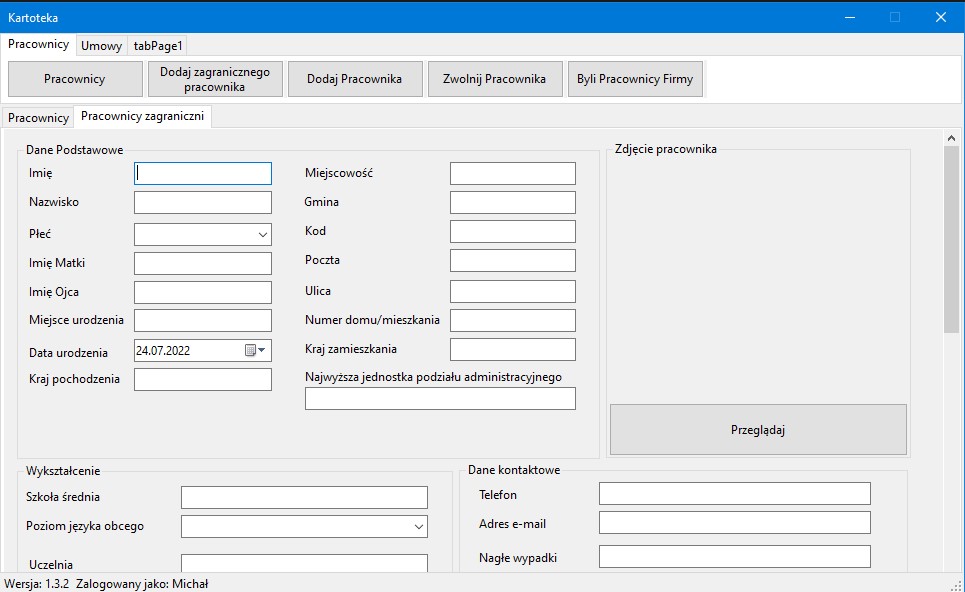 Kartoteka
Pracownicy Umowy tabPage1
Pracownicy
Dodaj zagranicznego
pracownika
Dodaj Pracownika
Zwolnij Pracownika
Byli Pracownicy Firmy
Pracownicy Pracownicy zagraniczni
Dane Podstawowe
Imię
Nazwisko
Płeć
Imię Matki
Imię Ojca
Miejsce urodzenia
Data urodzenia 24.07.2022
Kraj pochodzenia
Miejscowość
Gmina
Kod
Poczta
Ulica
Numer domu/mieszkania
Kraj zamieszkania
Najwyższa jednostka podziału administracyjnego
Zdjęcie pracownika
Przeglądaj
Wykształcenie
Szkoła średnia
Poziom języka obcego
Uczelnia
Dane kontaktowe
Telefon
Adres e-mail
Nagłe wypadki
Wersja: 1.3.2 Zalogowany jako: Michał